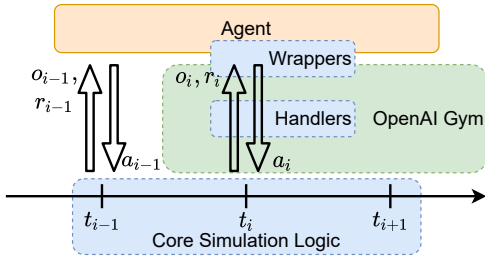 Agent
Wrappers
o_{i-1},
r_{i-1}
o_i, r_i
Handlers
OpenAI Gym
a_{i-1}
a_i
t_{i-1}
t_i
t_{i+1}
Core Simulation Logic